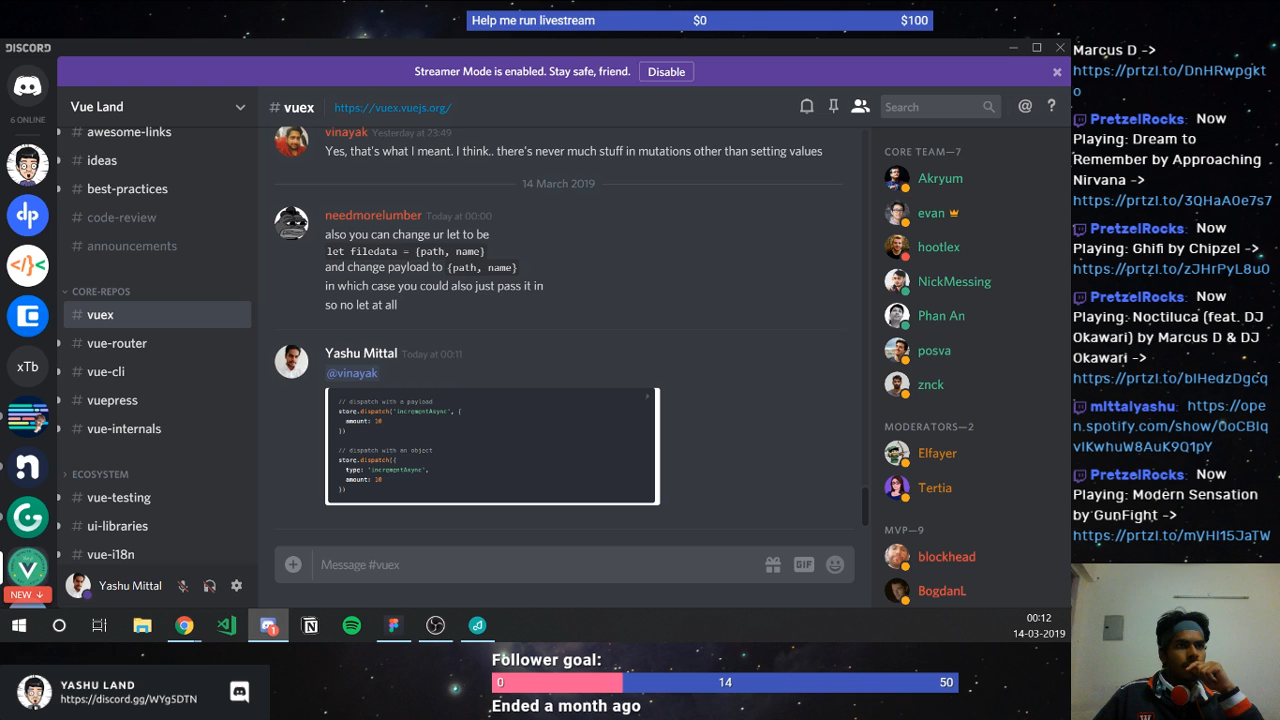 Help me run livestream $0 $100
DISCORD
Streamer Mode is enabled. Stay safe, friend. Disable
6 ONLINE
Vue Land
awesome-links
# ideas
# best-practices
# code-review
# announcements
CORE-REPOS
# vuex
# vue-router
# vue-cli
# vuepress
# vue-internals
ECOSYSTEM
# vue-testing
# ui-libraries
# vue-i18n
dp
</>
xTb
NEW ↓
Yashu Mittal
# vuex https://vuex.vuejs.org/
Search
vinayak Yesterday at 23:49
Yes, that's what I meant. I think.. there's never much stuff in mutations other than setting values
14 March 2019
needmorelumber Today at 00:00
also you can change ur let to be
let filedata = {path, name}
and change payload to {path, name}
in which case you could also just pass it in
so no let at all
Yashu Mittal Today at 00:11
@vinayak
// dispatch with a payload
store.dispatch('incrementAsync', {
amount: 10
})
// dispatch with an object
store.dispatch({
type: 'incrementAsync',
amount: 10
})
Message #vuex
GIF
CORE TEAM—7
Akryum
evan
hootlex
NickMessing
Phan An
posva
znck
MODERATORS—2
Elfayer
Tertia
MVP—9
blockhead
BogdanL
Marcus D ->
https://prtzl.to/DnHRwpgkt
o
PretzelRocks: Now
Playing: Dream to
Remember by Approaching
Nirvana ->
https://prtzl.to/3QHaA0e7s7
PretzelRocks: Now
Playing: Ghifi by Chipzel ->
https://prtzl.to/zJHrPyL8u0
PretzelRocks: Now
Playing: Noctiluca (feat. DJ
Okawari) by Marcus D & DJ
Okawari ->
https://prtzl.to/blHedzDgcq
mittalyashu: https://ope
n.spotify.com/show/0oCBIq
vIKwhuW8AuK9Q1pY
PretzelRocks: Now
Playing: Modern Sensation
by GunFight ->
https://prtzl.to/mVHl15JaTW
1
00:12
14-03-2019
YASHU LAND
https://discord.gg/WYg5DTN
Follower goal:
0 14 50
Ended a month ago